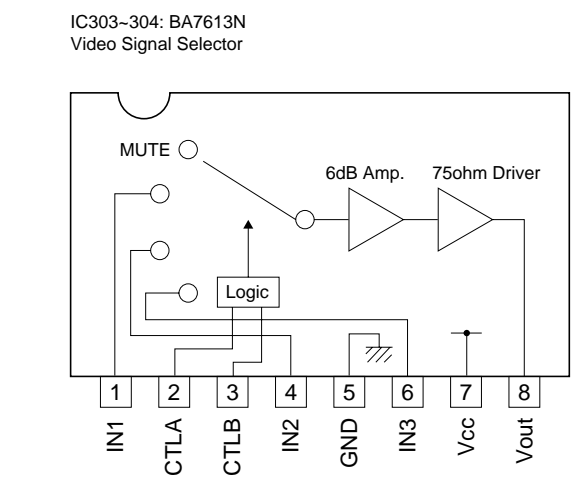 IC303~304: BA7613N
Video Signal Selector
MUTE
6dB Amp. 75ohm Driver
Logic
1 2 3 4 5 6 7 8
IN1
CTLA
CTLB
IN2
GND
IN3
Vcc
Vout